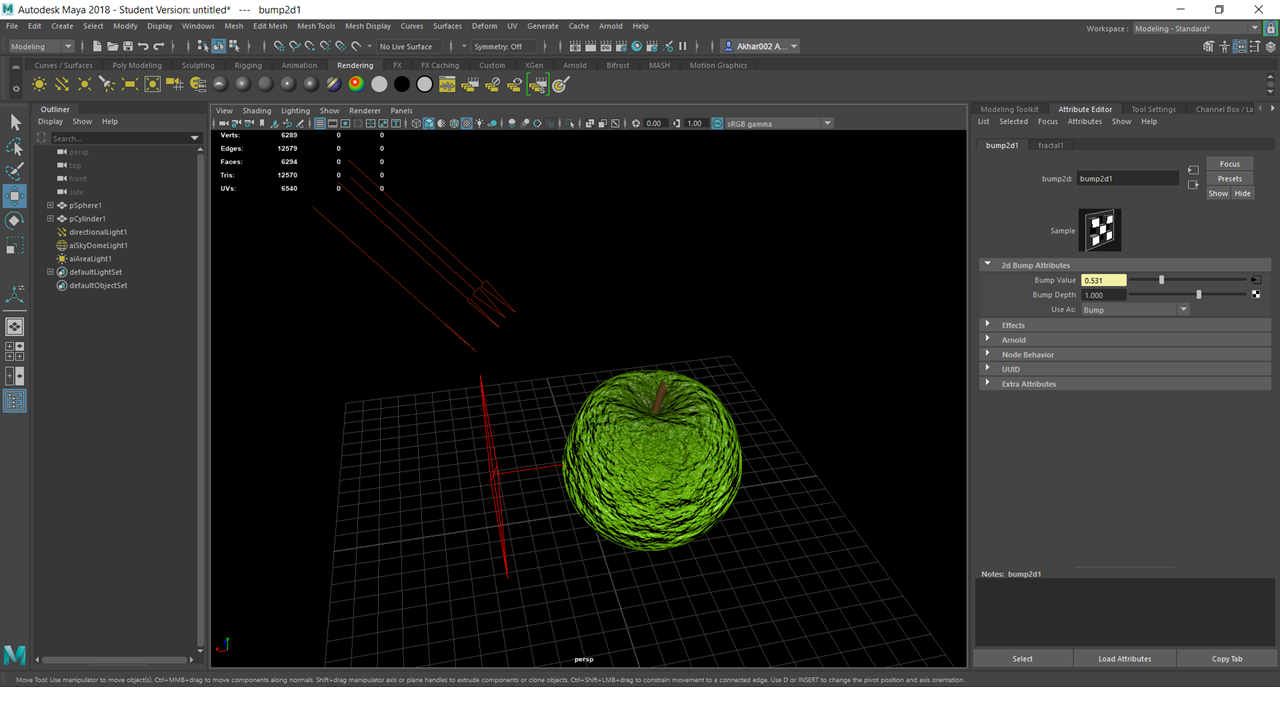 Autodesk Maya 2018 - Student Version: untitled* --- bump2d1
File Edit Create Select Modify Display Windows Mesh Edit Mesh Mesh Tools Mesh Display Curves Surfaces Deform UV Generate Cache Arnold Help
Workspace : Modeling - Standard*
Modeling No Live Surface Symmetry: Off Akhar002 A...
Curves / Surfaces Poly Modeling Sculpting Rigging Animation Rendering FX FX Caching Custom XGen Arnold Bifrost MASH Motion Graphics
Outliner
Display Show Help
Search...
persp
top
front
side
pSphere1
pCylinder1
directionalLight1
aiSkyDomeLight1
aiAreaLight1
defaultLightSet
defaultObjectSet
View Shading Lighting Show Renderer Panels
0.00 1.00 sRGB gamma
Verts: 6289 0 0
Edges: 12579 0 0
Faces: 6294 0 0
Tris: 12570 0 0
UVs: 6540 0 0
y
persp
Modeling Toolkit Attribute Editor Tool Settings Channel Box / La
List Selected Focus Attributes Show Help
bump2d1 fractal1
Focus
bump2d: bump2d1 Presets
Show Hide
Sample
2d Bump Attributes
Bump Value 0.531
Bump Depth 1.000
Use As: Bump
Effects
Arnold
Node Behavior
UUID
Extra Attributes
Notes: bump2d1
Select Load Attributes Copy Tab
Move Tool: Use manipulator to move object(s). Ctrl+MMB+drag to move components along normals. Shift+drag manipulator axis or plane handles to extrude components or clone objects. Ctrl+Shift+LMB+drag to constrain movement to a connected edge. Use D or INSERT to change the pivot position and axis orientation.